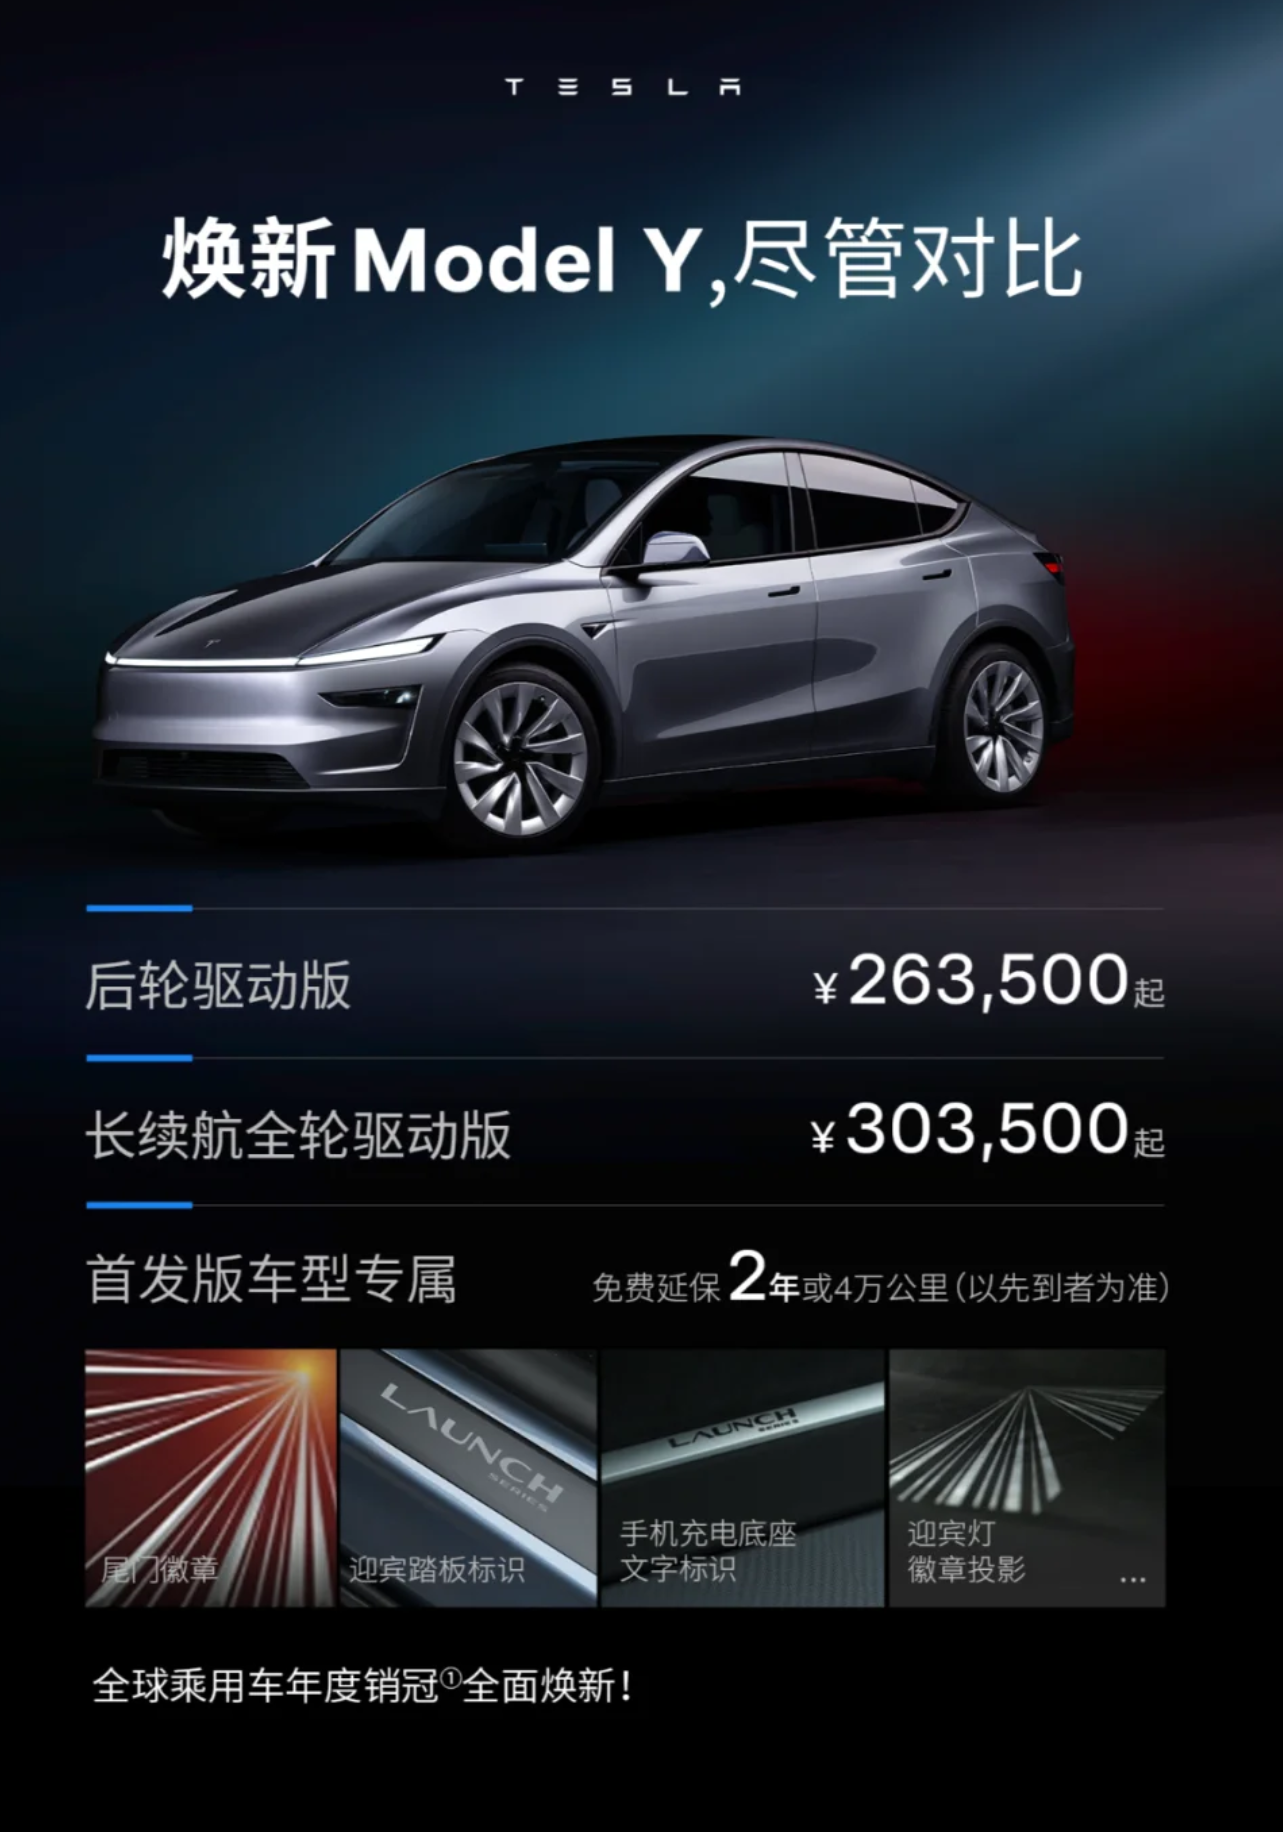 TESLA
焕新 Model Y,尽管对比
后轮驱动版
¥263,500起
长续航全轮驱动版
¥303,500起
首发版车型专属
免费延保2年或4万公里(以先到者为准)
LAUNCH
SERIES
LAUNCH
SERIES
尾门徽章
迎宾踏板标识
手机充电底座
文字标识
迎宾灯
徽章投影
...
全球乘用车年度销冠①全面焕新!